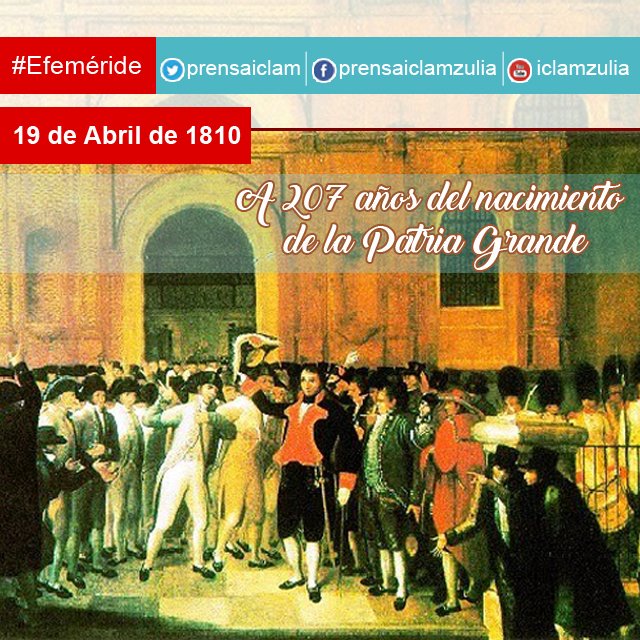 #Efeméride
prensaiclam prensaiclamzulia iclamzulia
19 de Abril de 1810
A 207 años del nacimiento
de la Patria Grande